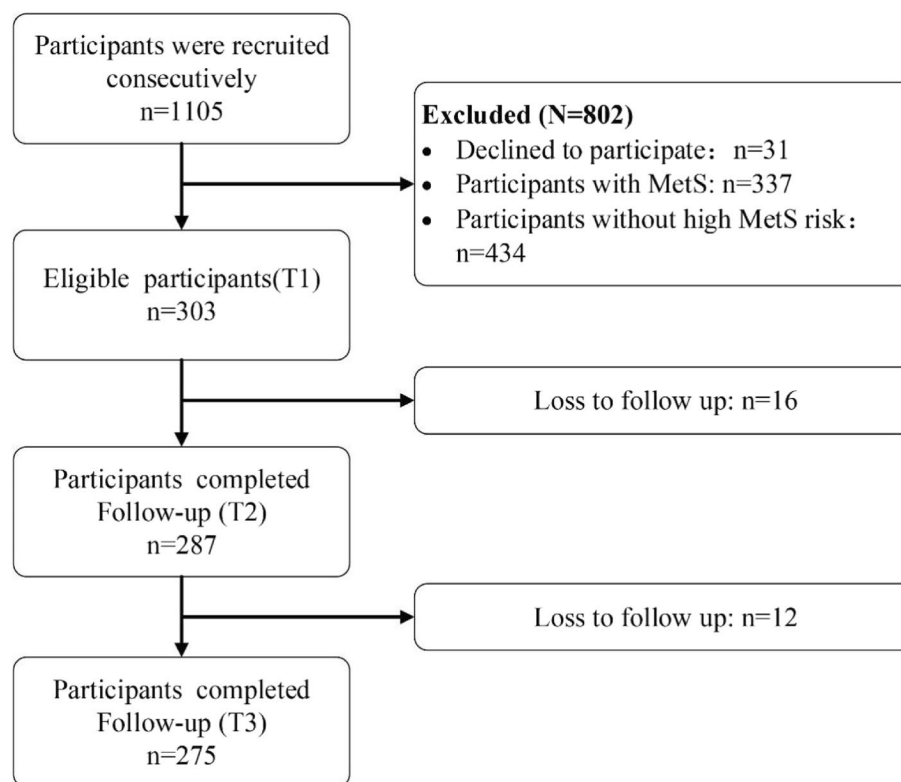 Participants were recruited
consecutively
n=1105
Excluded (N=802)
• Declined to participate： n=31
• Participants with MetS: n=337
• Participants without high MetS risk：
n=434
Eligible participants(T1)
n=303
Loss to follow up: n=16
Participants completed
Follow-up (T2)
n=287
Loss to follow up: n=12
Participants completed
Follow-up (T3)
n=275